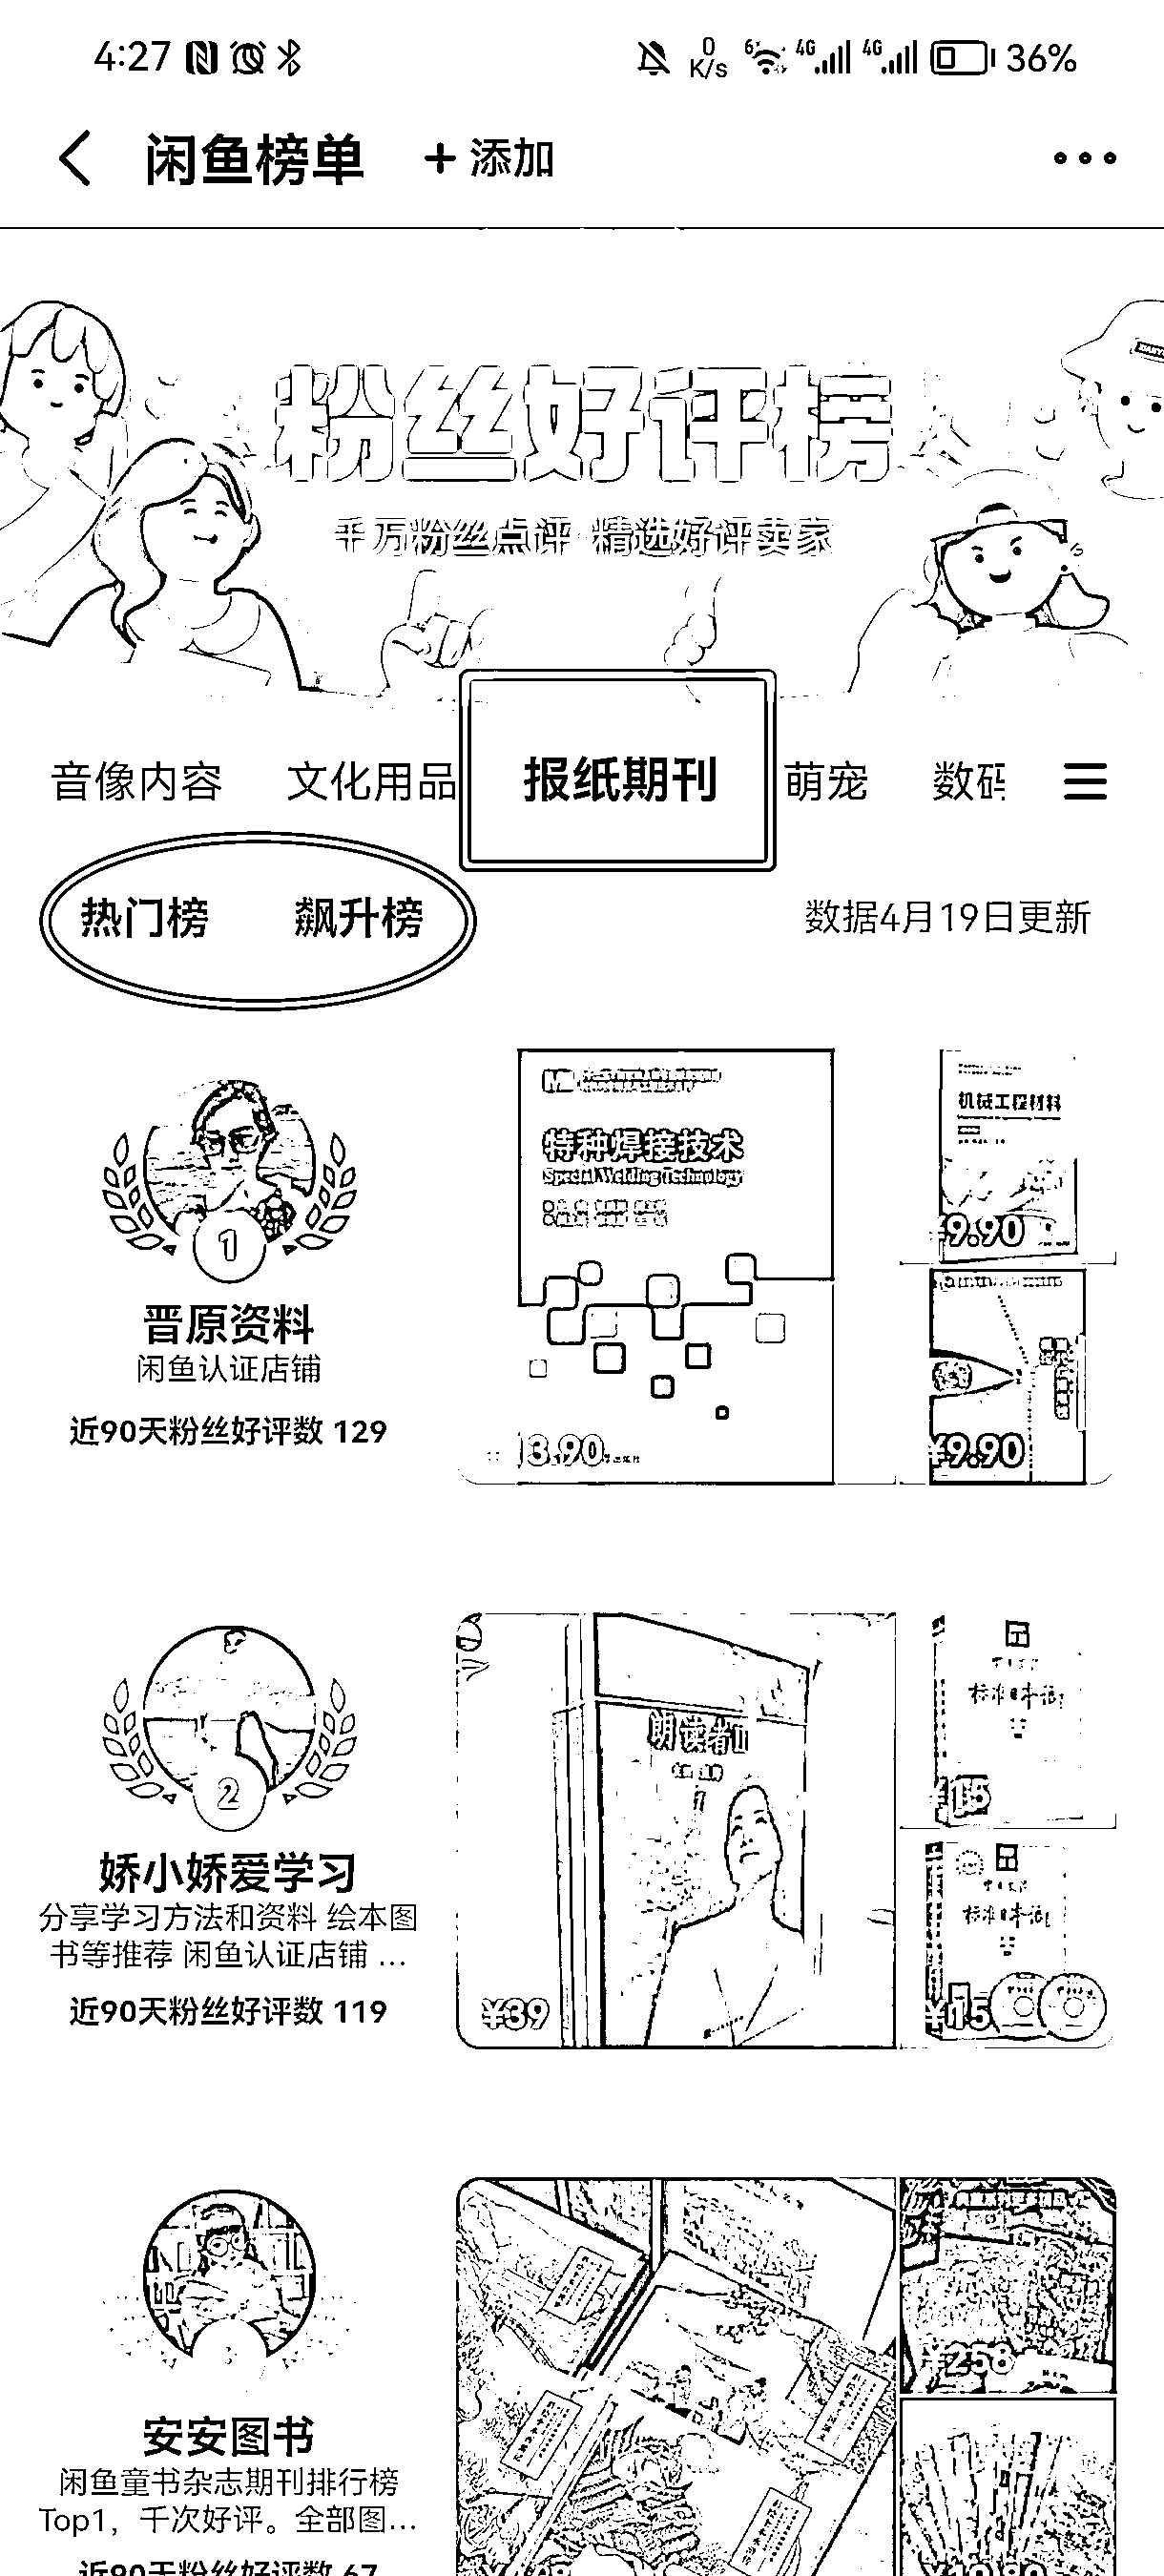 4:27
0 K/s 6 4G 4G 36%
闲鱼榜单 + 添加
粉丝好评榜
千万粉丝点评 精选好评卖家
音像内容 文化用品 报纸期刊 萌宠 数码
热门榜 飙升榜 数据4月19日更新
特种焊接技术
Special Welding Technology
3.90
机械工程材料
¥9.90
¥9.90
1
晋原资料
闲鱼认证店铺
近90天粉丝好评数 129
朗读者
¥39
标准日本语
¥15
标准日本语
¥15
2
娇小娇爱学习
分享学习方法和资料 绘本图
书等推荐 闲鱼认证店铺 ...
近90天粉丝好评数 119
¥258
安安图书
闲鱼童书杂志期刊排行榜
Top1，千次好评。全部图...
近90天粉丝好评数 67